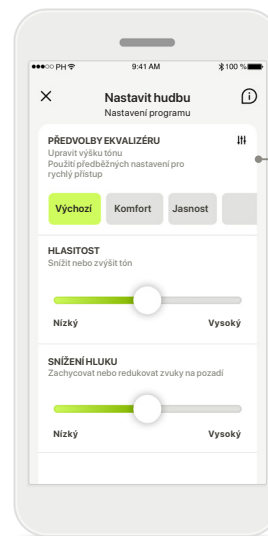 PH 9:41 AM 100 %
Nastavit hudbu
Nastavení programu
PŘEDVOLBY EKVALIZÉRU
Upravit výšku tónu
Použití předběžných nastavení pro
rychlý přístup
Výchozí Komfort Jasnost
HLASITOST
Snížit nebo zvýšit tón
Nízký Vysoký
SNÍŽENÍ HLUKU
Zachycovat nebo redukovat zvuky na pozadí
Nízký Vysoký